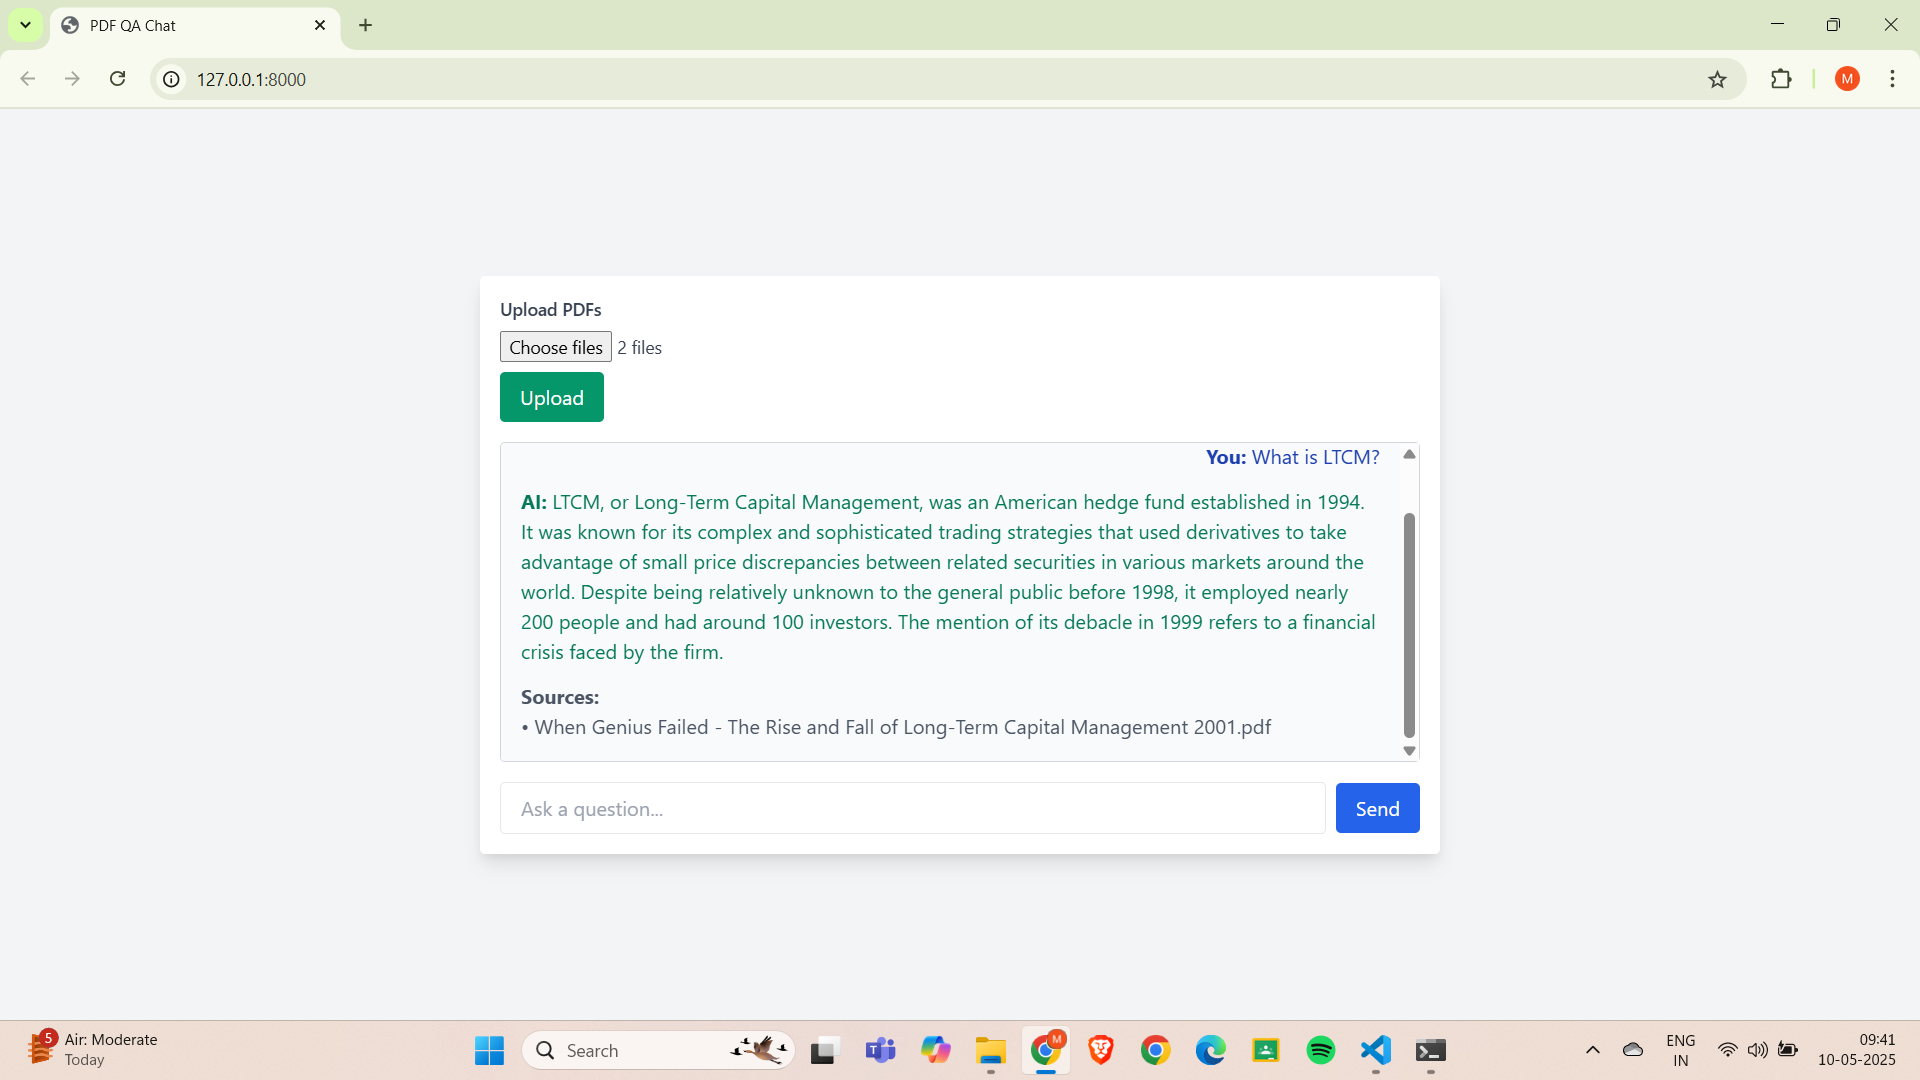 PDF QA Chat
127.0.0.1:8000
M
Upload PDFs
Choose files 2 files
Upload
You: What is LTCM?
AI: LTCM, or Long-Term Capital Management, was an American hedge fund established in 1994.
It was known for its complex and sophisticated trading strategies that used derivatives to take
advantage of small price discrepancies between related securities in various markets around the
world. Despite being relatively unknown to the general public before 1998, it employed nearly
200 people and had around 100 investors. The mention of its debacle in 1999 refers to a financial
crisis faced by the firm.
Sources:
• When Genius Failed - The Rise and Fall of Long-Term Capital Management 2001.pdf
Ask a question...
Send
5
Air: Moderate
Today
Search
M
ENG
IN
09:41
10-05-2025